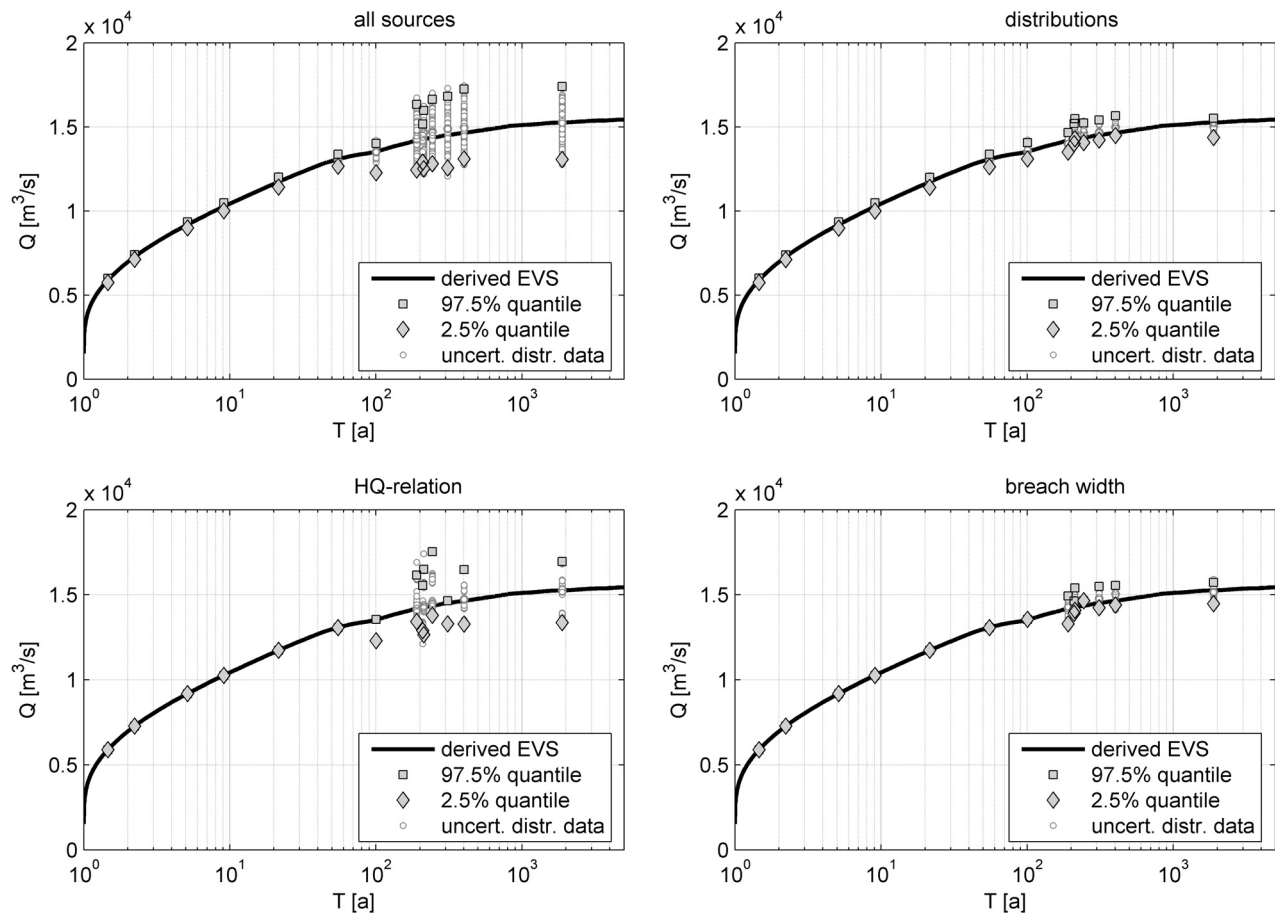 all sources
x 10^4
2
1.5
1
0.5
0
Q [m^3/s]
10^0
10^1
10^2
10^3
T [a]
derived EVS
97.5% quantile
2.5% quantile
uncert. distr. data
distributions
x 10^4
2
1.5
1
0.5
0
Q [m^3/s]
10^0
10^1
10^2
10^3
T [a]
derived EVS
97.5% quantile
2.5% quantile
uncert. distr. data
HQ-relation
x 10^4
2
1.5
1
0.5
0
Q [m^3/s]
10^0
10^1
10^2
10^3
T [a]
derived EVS
97.5% quantile
2.5% quantile
uncert. distr. data
breach width
x 10^4
2
1.5
1
0.5
0
Q [m^3/s]
10^0
10^1
10^2
10^3
T [a]
derived EVS
97.5% quantile
2.5% quantile
uncert. distr. data